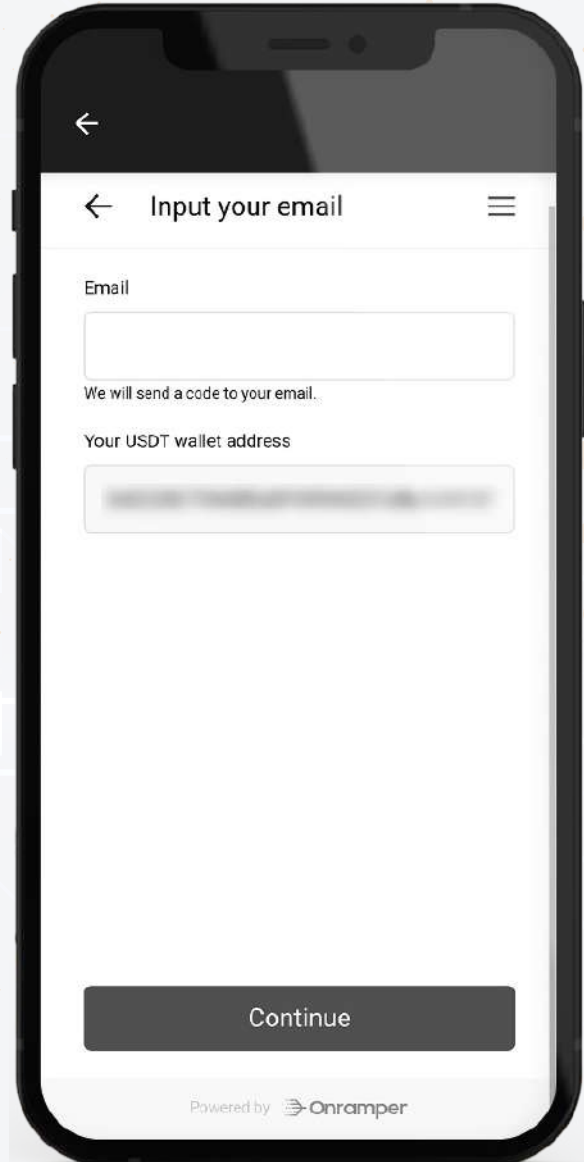 Input your email
Email
We will send a code to your email.
Your USDT wallet address
Continue
Powered by Onramper